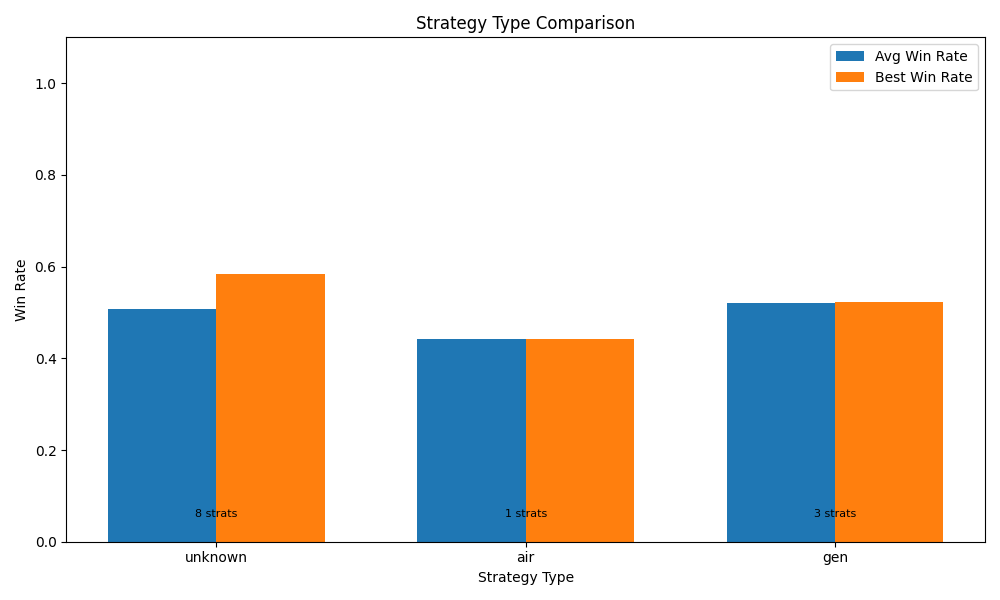 Strategy Type Comparison
Avg Win Rate
Best Win Rate
Win Rate
1.0
0.8
0.6
0.4
0.2
0.0
8 strats
1 strats
3 strats
unknown
air
gen
Strategy Type